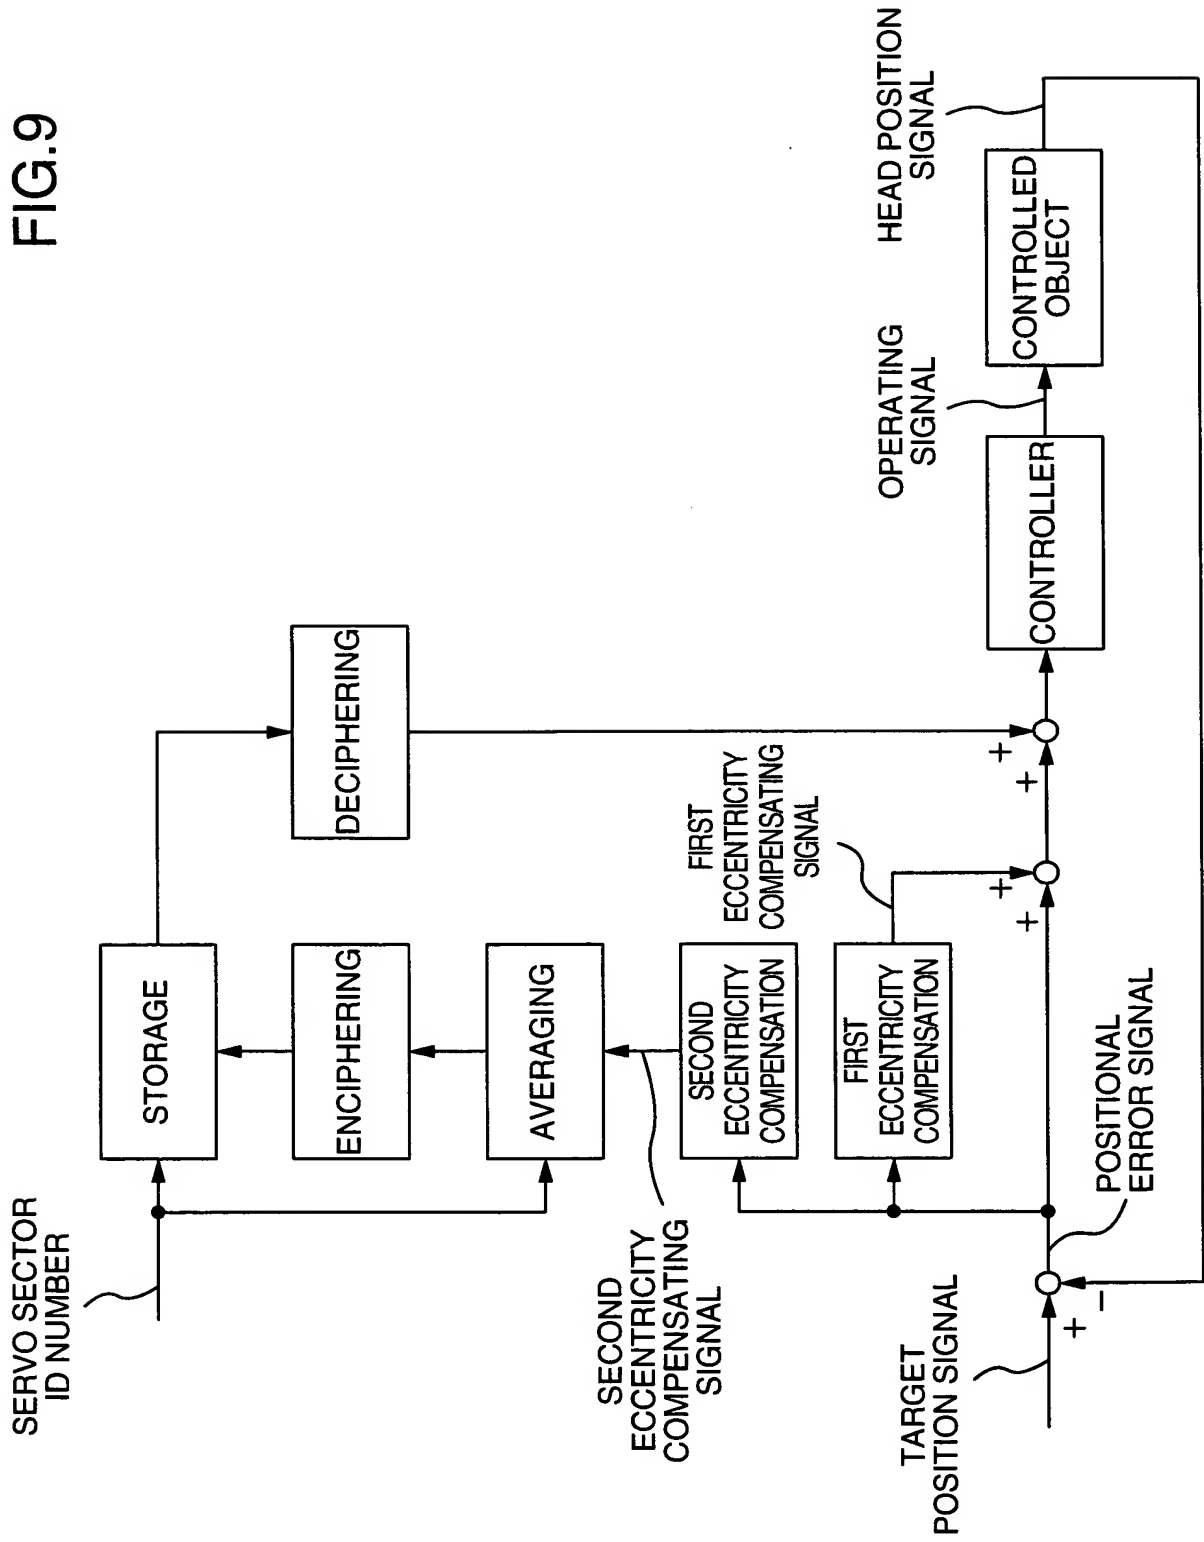 FIG.9
SERVO SECTOR
ID NUMBER
STORAGE
ENCIPHERING
DECIPHERING
AVERAGING
SECOND
ECCENTRICITY
COMPENSATING
SIGNAL
SECOND
ECCENTRICITY
COMPENSATION
FIRST
ECCENTRICITY
COMPENSATING
SIGNAL
FIRST
ECCENTRICITY
COMPENSATION
TARGET
POSITION SIGNAL
+
−
POSITIONAL
ERROR SIGNAL
+
+
+
+
CONTROLLER
OPERATING
SIGNAL
CONTROLLED
OBJECT
HEAD POSITION
SIGNAL